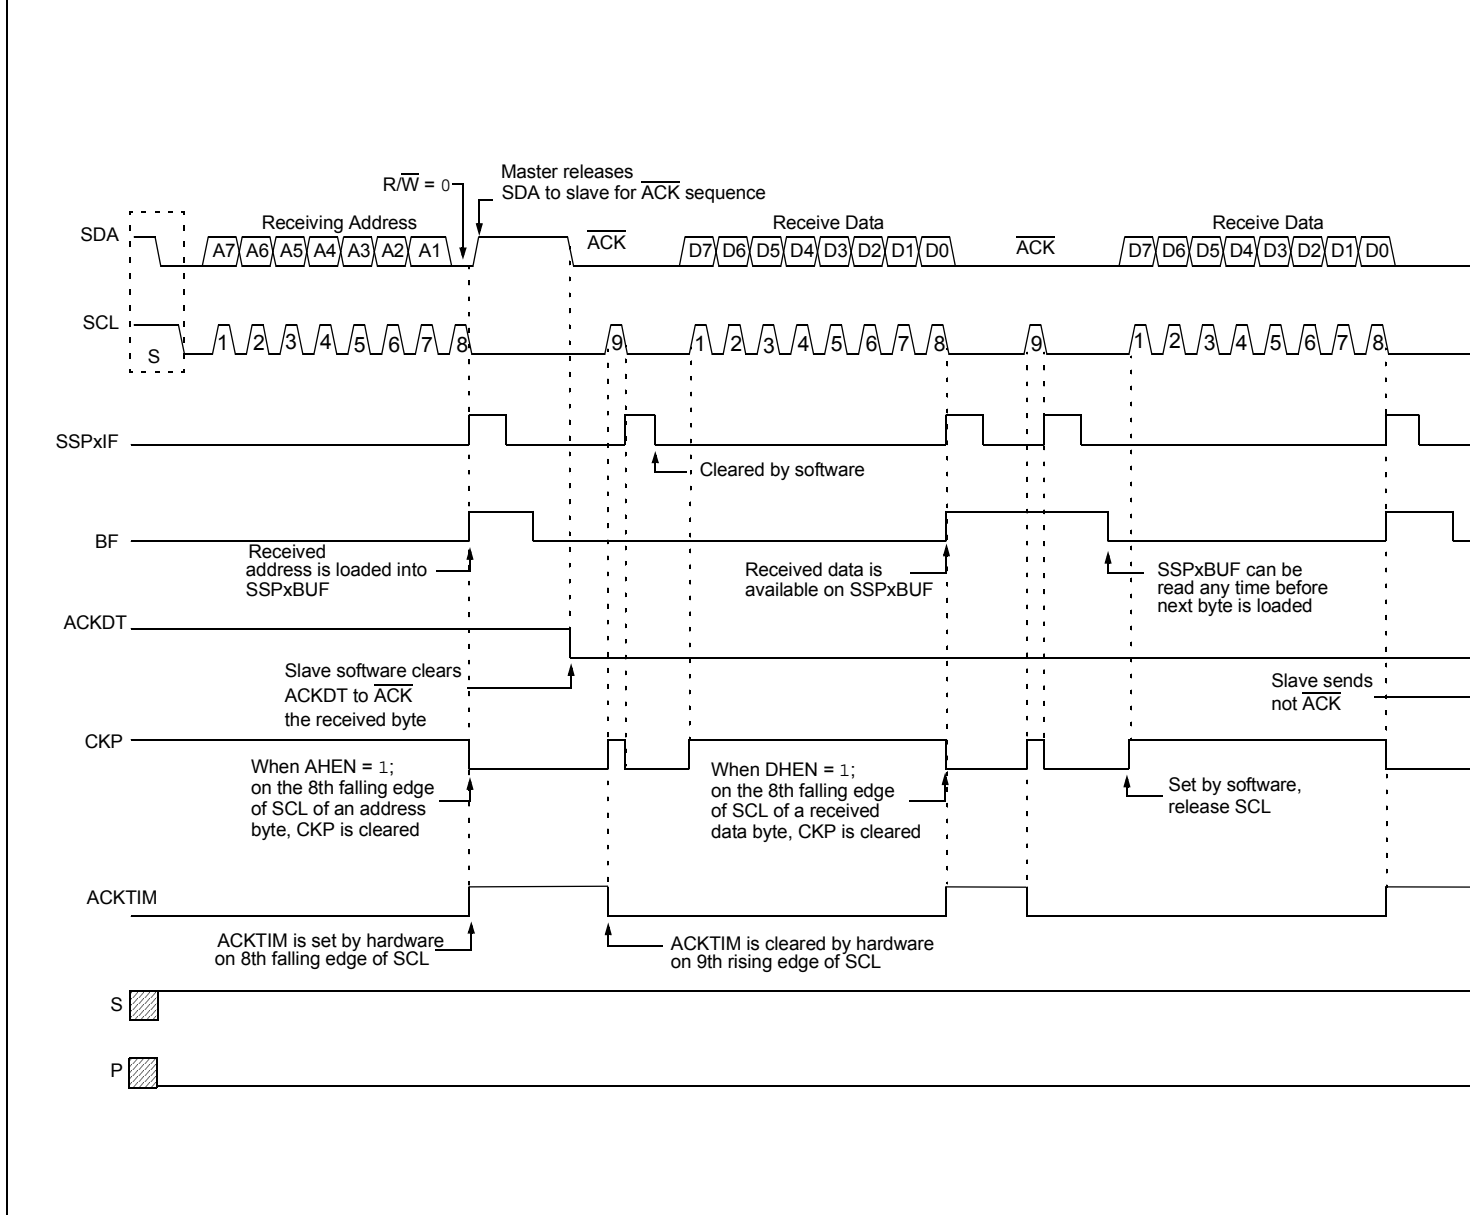 R/W = 0
Master releases
SDA to slave for ACK sequence
SDA
Receiving Address
A7 A6 A5 A4 A3 A2 A1
ACK
Receive Data
D7 D6 D5 D4 D3 D2 D1 D0
ACK
Receive Data
D7 D6 D5 D4 D3 D2 D1 D0
SCL
S
1 2 3 4 5 6 7 8 9 1 2 3 4 5 6 7 8 9 1 2 3 4 5 6 7 8
SSPxIF
Cleared by software
BF
Received
address is loaded into
SSPxBUF
Received data is
available on SSPxBUF
SSPxBUF can be
read any time before
next byte is loaded
ACKDT
Slave software clears
ACKDT to ACK
the received byte
Slave sends
not ACK
CKP
When AHEN = 1;
on the 8th falling edge
of SCL of an address
byte, CKP is cleared
When DHEN = 1;
on the 8th falling edge
of SCL of a received
data byte, CKP is cleared
Set by software,
release SCL
ACKTIM
ACKTIM is set by hardware
on 8th falling edge of SCL
ACKTIM is cleared by hardware
on 9th rising edge of SCL
S
P